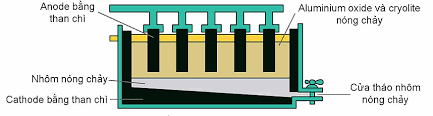 Anode bằng
than chì
Aluminium oxide và cryolite
nóng chảy
Nhôm nóng chảy
Cathode bằng than chì
Cửa tháo nhôm
nóng chảy